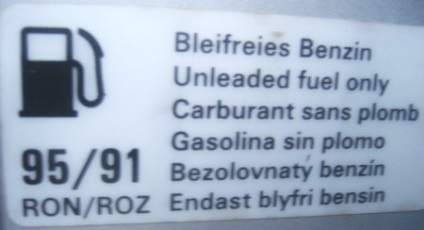 Bleifreies Benzin
Unleaded fuel only
Carburant sans plomb
Gasolina sin plomo
Bezolovnatý benzín
Endast blyfri bensin
95/91
RON/ROZ